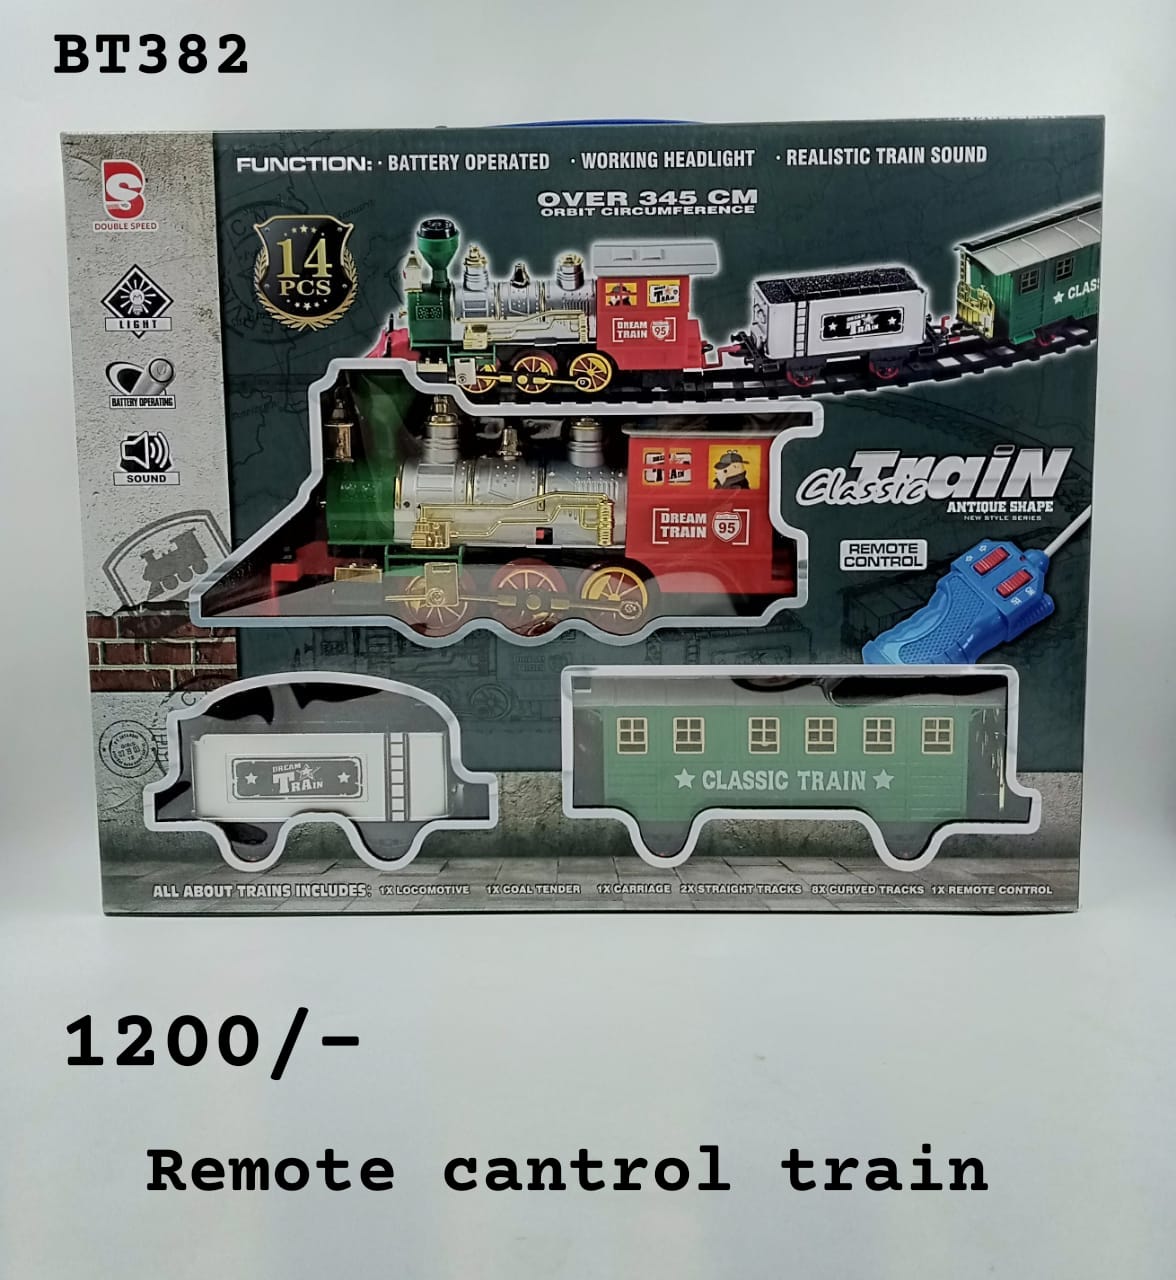 BT382
FUNCTION: · BATTERY OPERATED · WORKING HEADLIGHT · REALISTIC TRAIN SOUND
OVER 345 CM
ORBIT CIRCUMFERENCE
DOUBLE SPEED
14
PCS
LIGHT
BATTERY OPERATING
SOUND
DREAM
TRAIN 95
DREAM
TRAIN
★ CLAS
Classic TraiN
ANTIQUE SHAPE
NEW STYLE SERIES
REMOTE
CONTROL
DREAM
TRAIN 95
DREAM
TRAIN
★ CLASSIC TRAIN ★
ALL ABOUT TRAINS INCLUDES: 1X LOCOMOTIVE 1X COAL TENDER 1X CARRIAGE 2X STRAIGHT TRACKS 8X CURVED TRACKS 1X REMOTE CONTROL
1200/-
Remote cantrol train